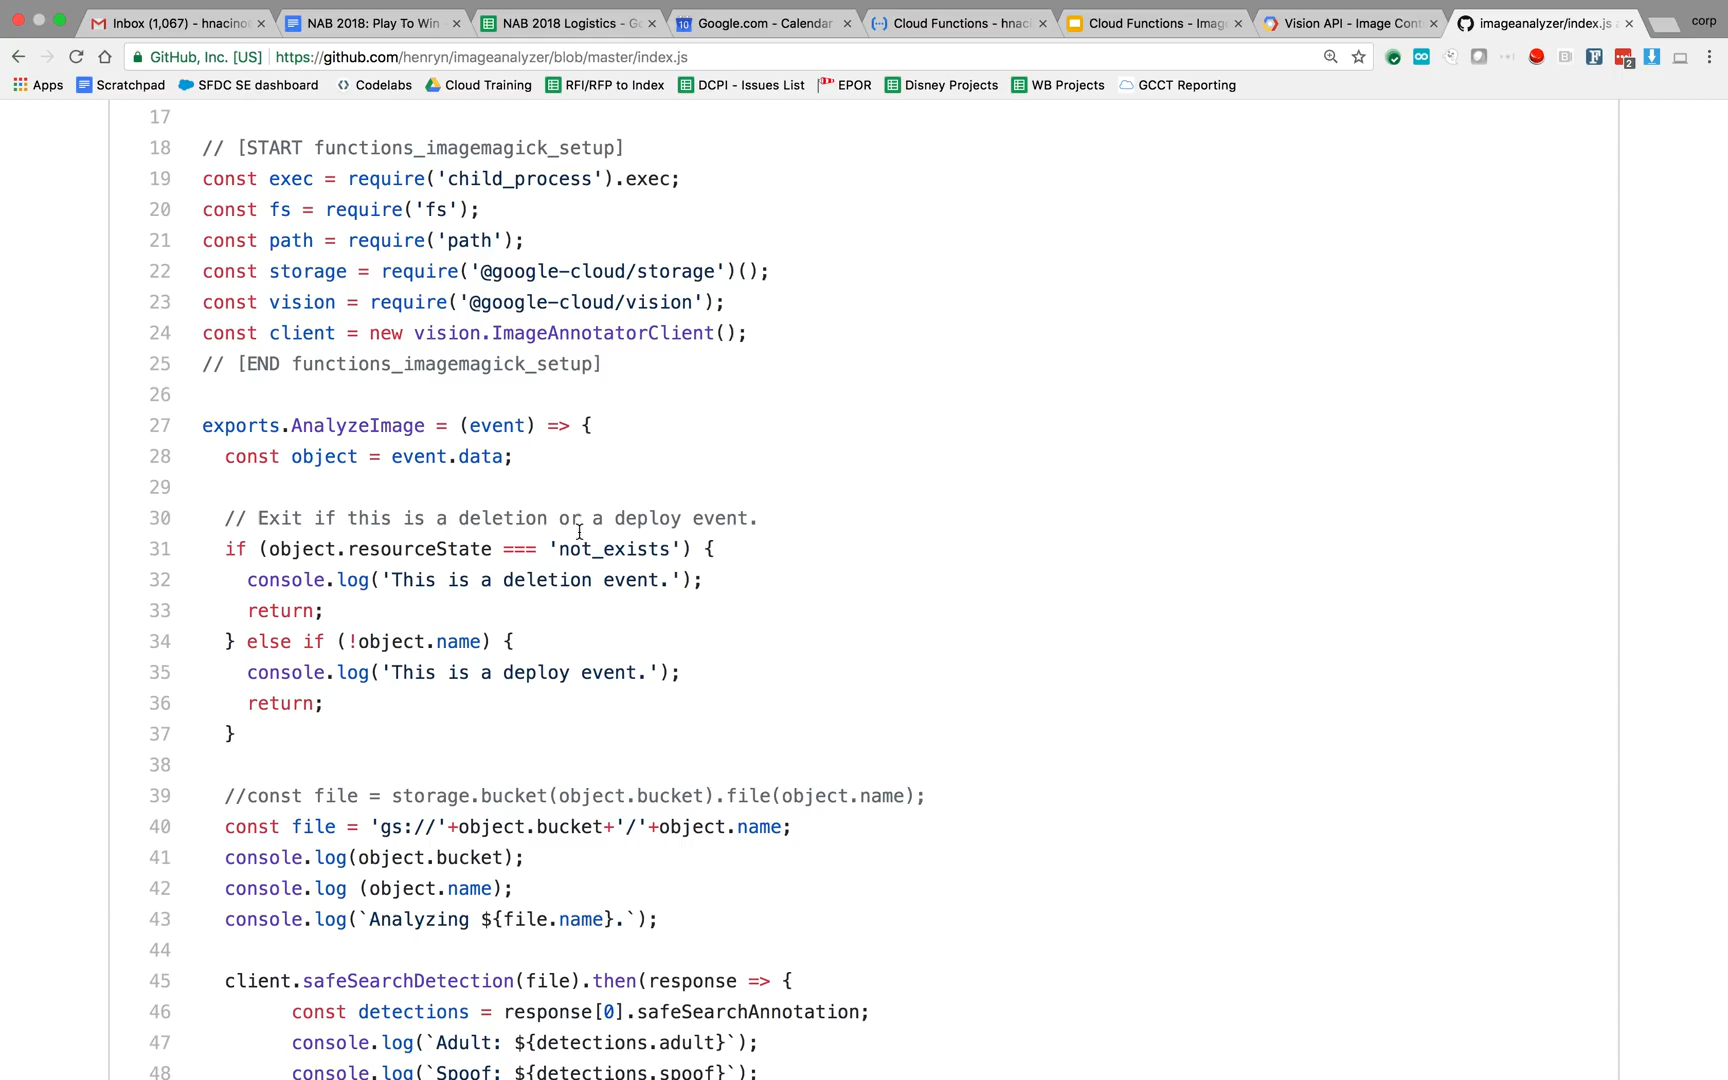 Inbox (1,067) - hnacino
NAB 2018: Play To Win -
NAB 2018 Logistics - Go
10 Google.com - Calendar
Cloud Functions - hnaci
Cloud Functions - Image
Vision API - Image Cont
imageanalyzer/index.js
corp
GitHub, Inc. [US] https://github.com/henryn/imageanalyzer/blob/master/index.js
2
Apps Scratchpad SFDC SE dashboard Codelabs Cloud Training RFI/RFP to Index DCPI - Issues List EPOR Disney Projects WB Projects GCCT Reporting
17
18 // [START functions_imagemagick_setup]
19 const exec = require('child_process').exec;
20 const fs = require('fs');
21 const path = require('path');
22 const storage = require('@google-cloud/storage')();
23 const vision = require('@google-cloud/vision');
24 const client = new vision.ImageAnnotatorClient();
25 // [END functions_imagemagick_setup]
26
27 exports.AnalyzeImage = (event) => {
28 const object = event.data;
29
30 // Exit if this is a deletion or a deploy event.
31 if (object.resourceState === 'not_exists') {
32 console.log('This is a deletion event.');
33 return;
34 } else if (!object.name) {
35 console.log('This is a deploy event.');
36 return;
37 }
38
39 //const file = storage.bucket(object.bucket).file(object.name);
40 const file = 'gs://'+object.bucket+'/'+object.name;
41 console.log(object.bucket);
42 console.log (object.name);
43 console.log(`Analyzing ${file.name}.`);
44
45 client.safeSearchDetection(file).then(response => {
46 const detections = response[0].safeSearchAnnotation;
47 console.log(`Adult: ${detections.adult}`);
48 console.log(`Spoof: ${detections.spoof}`);